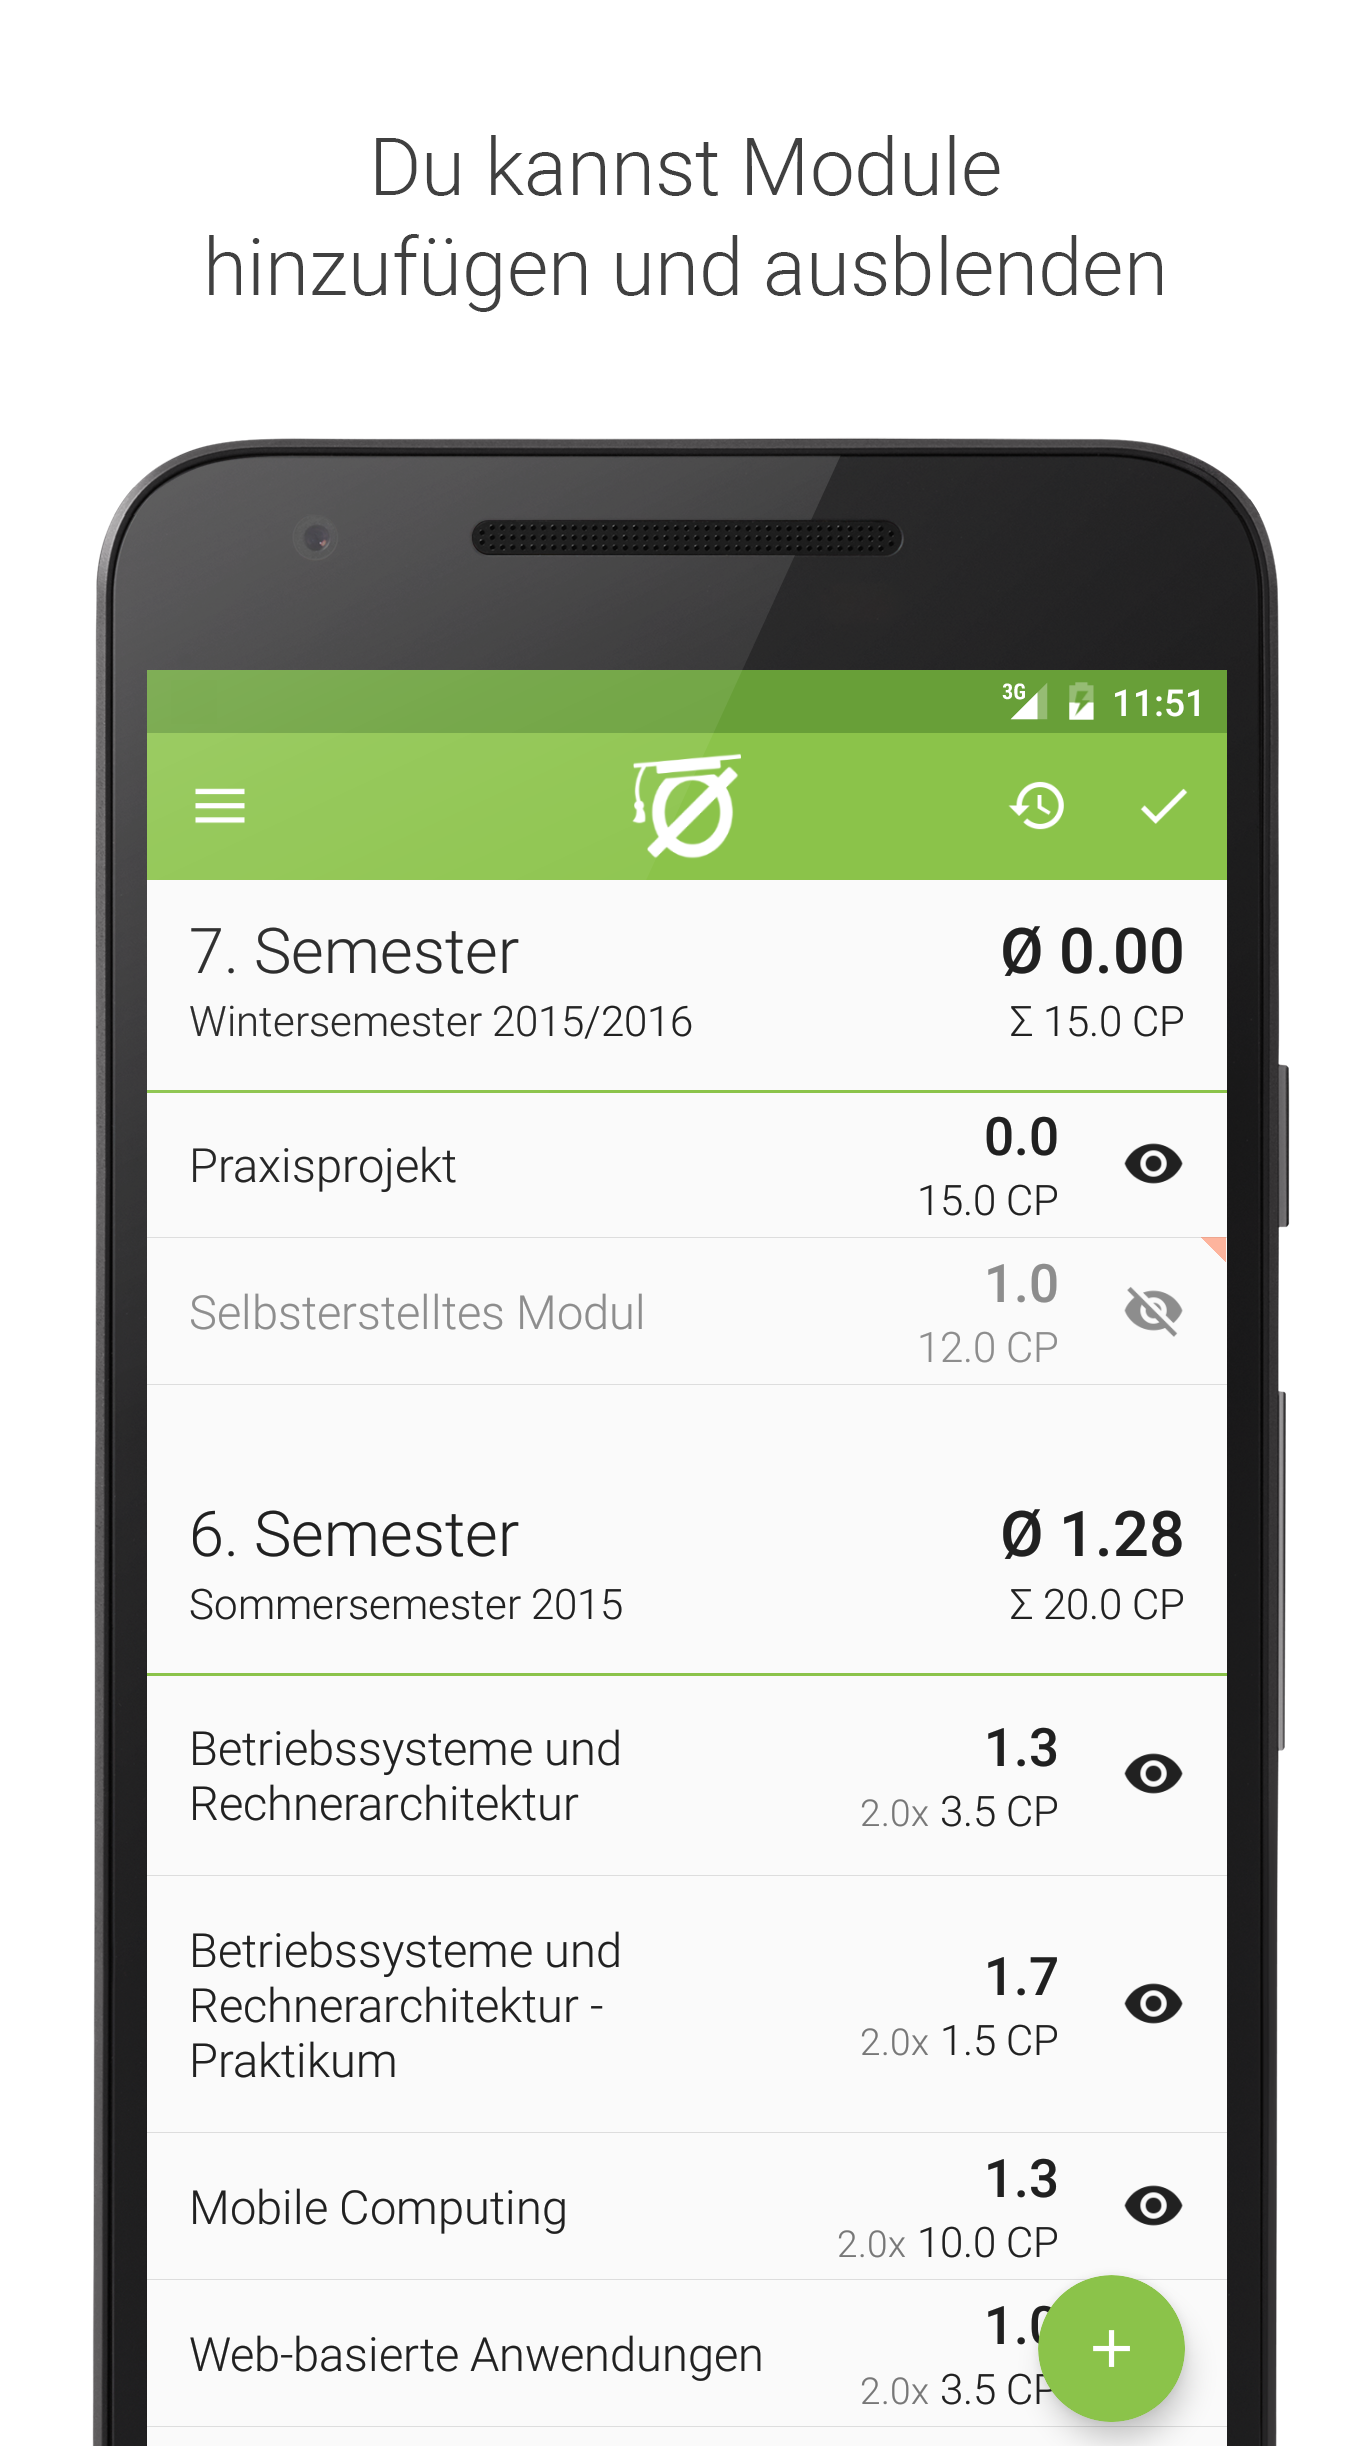 Du kannst Module
hinzufügen und ausblenden
3G 11:51
7. Semester Ø 0.00
Wintersemester 2015/2016 Σ 15.0 CP
Praxisprojekt
0.0
15.0 CP
Selbsterstelltes Modul
1.0
12.0 CP
6. Semester Ø 1.28
Sommersemester 2015 Σ 20.0 CP
Betriebssysteme und
Rechnerarchitektur
1.3
2.0x 3.5 CP
Betriebssysteme und
Rechnerarchitektur -
Praktikum
1.7
2.0x 1.5 CP
Mobile Computing
1.3
2.0x 10.0 CP
Web-basierte Anwendungen
1.0
2.0x 3.5 CP